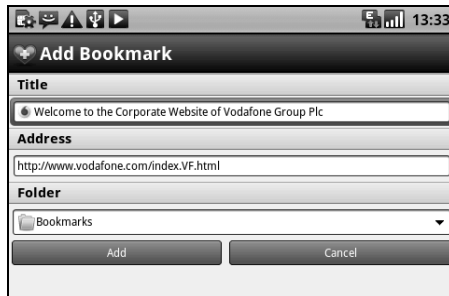 13:33
Add Bookmark
Title
Welcome to the Corporate Website of Vodafone Group Plc
Address
http://www.vodafone.com/index.VF.html
Folder
Bookmarks
Add Cancel